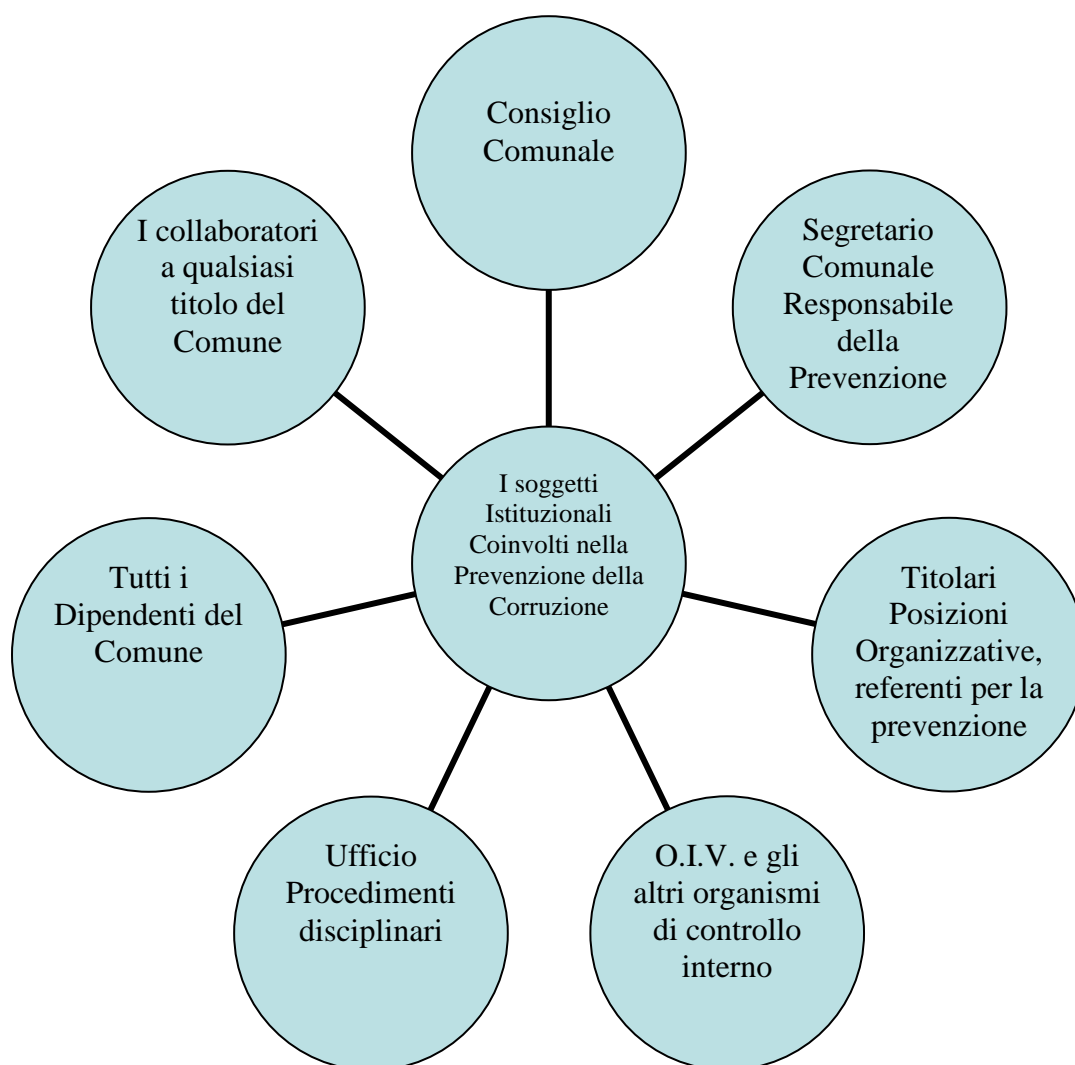 Consiglio
Comunale
Segretario
Comunale
Responsabile
della
Prevenzione
Titolari
Posizioni
Organizzative,
referenti per la
prevenzione
O.I.V. e gli
altri organismi
di controllo
interno
Ufficio
Procedimenti
disciplinari
Tutti i
Dipendenti del
Comune
I collaboratori
a qualsiasi
titolo del
Comune
I soggetti
Istituzionali
Coinvolti nella
Prevenzione della
Corruzione